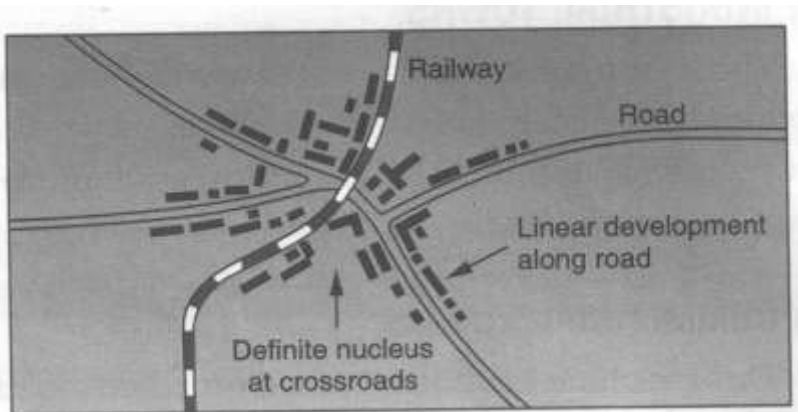 Railway
Road
Linear development
along road
Definite nucleus
at crossroads